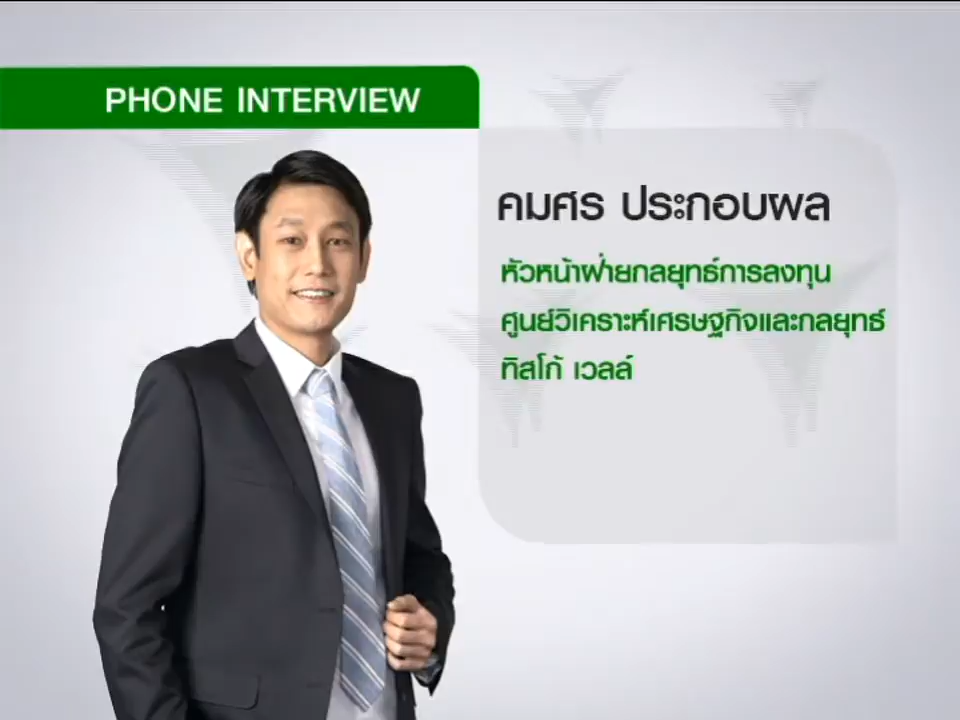 PHONE INTERVIEW
คมศร ประกอบผล
หัวหน้าฝ่ายกลยุทธ์การลงทุน
ศูนย์วิเคราะห์เศรษฐกิจและกลยุทธ์
ทิสโก้ เวลล์